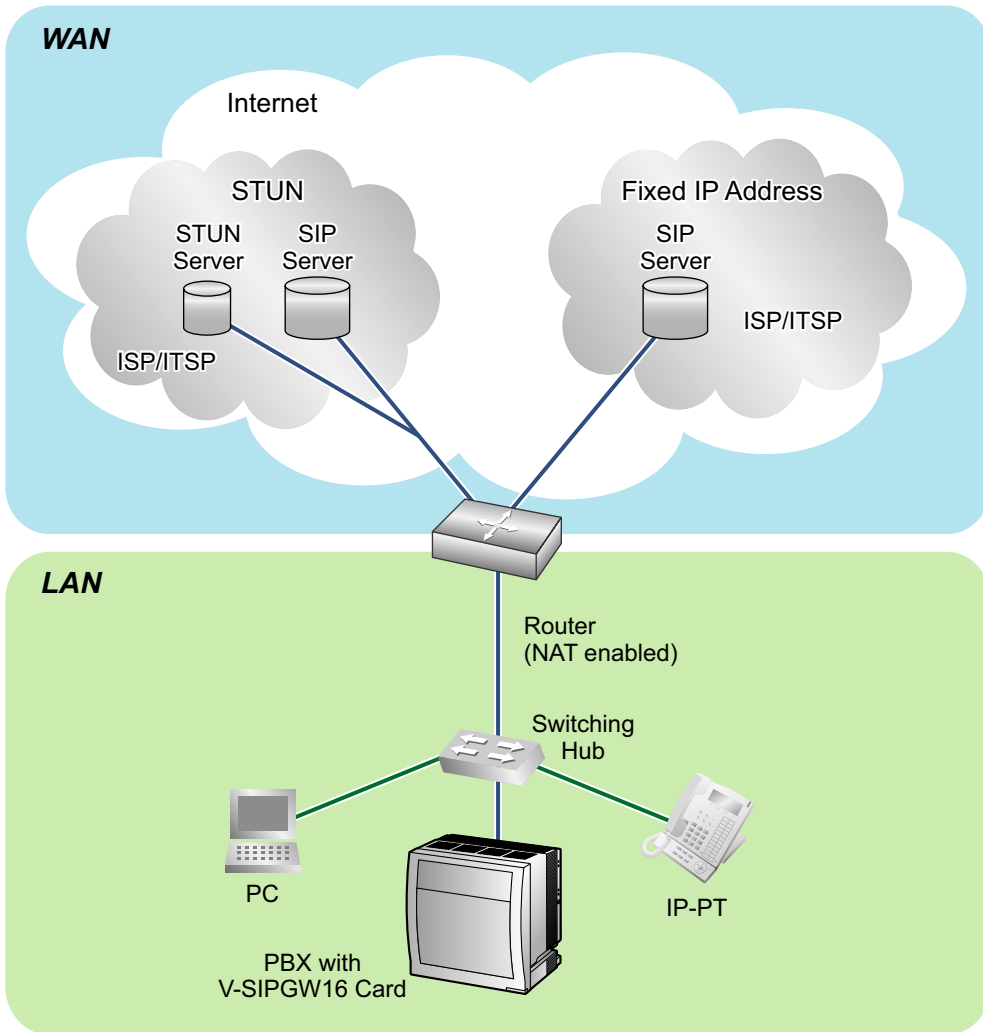 WAN
Internet
STUN
STUN
Server
SIP
Server
ISP/ITSP
Fixed IP Address
SIP
Server
ISP/ITSP
LAN
Router
(NAT enabled)
Switching
Hub
PC
IP-PT
PBX with
V-SIPGW16 Card